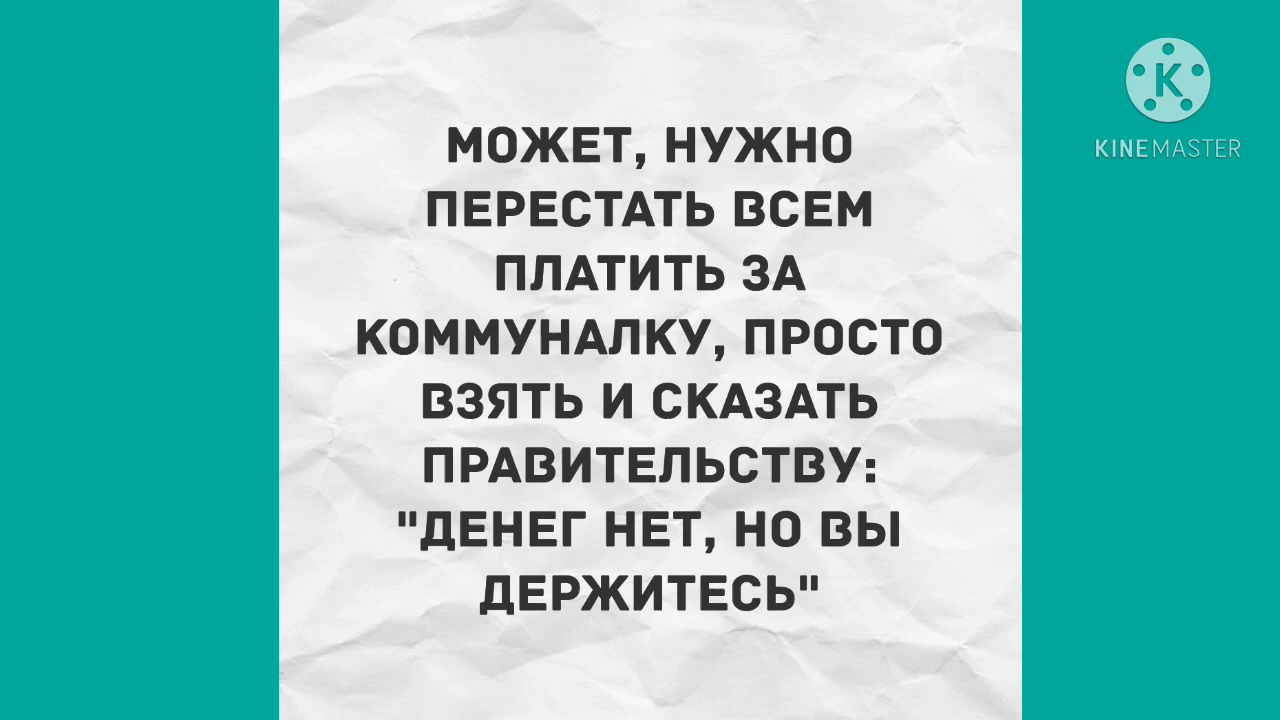 МОЖЕТ, НУЖНО
ПЕРЕСТАТЬ ВСЕМ
ПЛАТИТЬ ЗА
КОММУНАЛКУ, ПРОСТО
ВЗЯТЬ И СКАЗАТЬ
ПРАВИТЕЛЬСТВУ:
"ДЕНЕГ НЕТ, НО ВЫ
ДЕРЖИТЕСЬ"
K
KINEMASTER